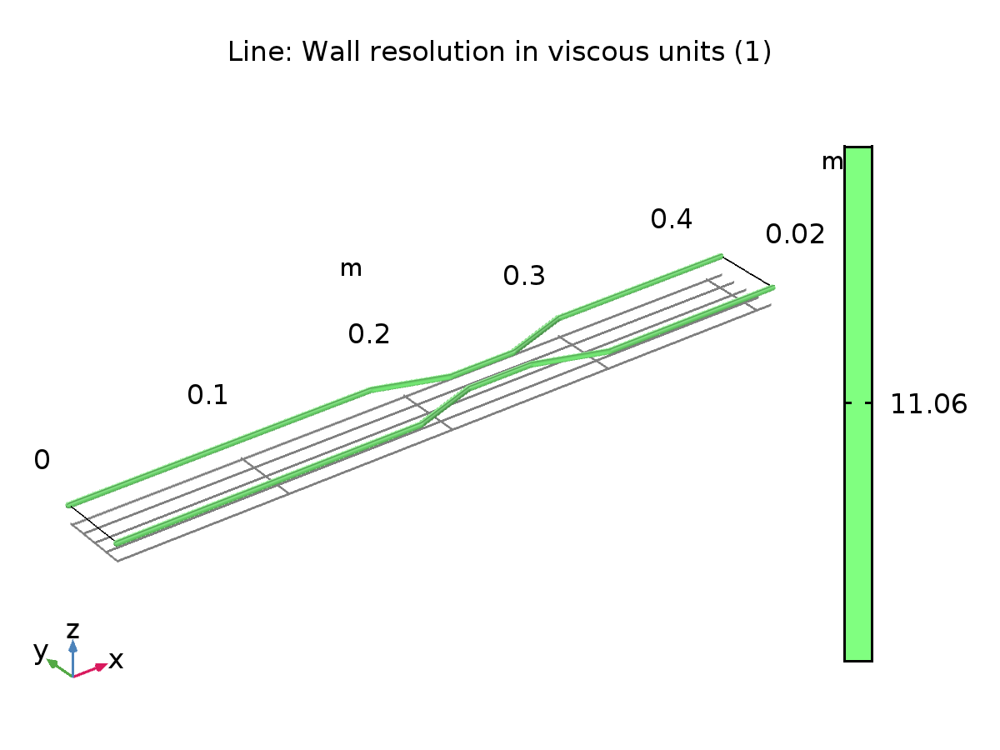 Line: Wall resolution in viscous units (1)
m
0.4
0.02
m
0.3
0.2
0.1
11.06
0
z
y
x